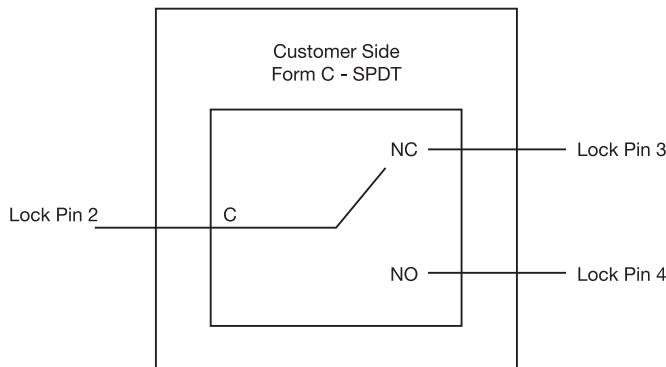 Customer Side
Form C - SPDT
NC
Lock Pin 3
Lock Pin 2
C
NO
Lock Pin 4